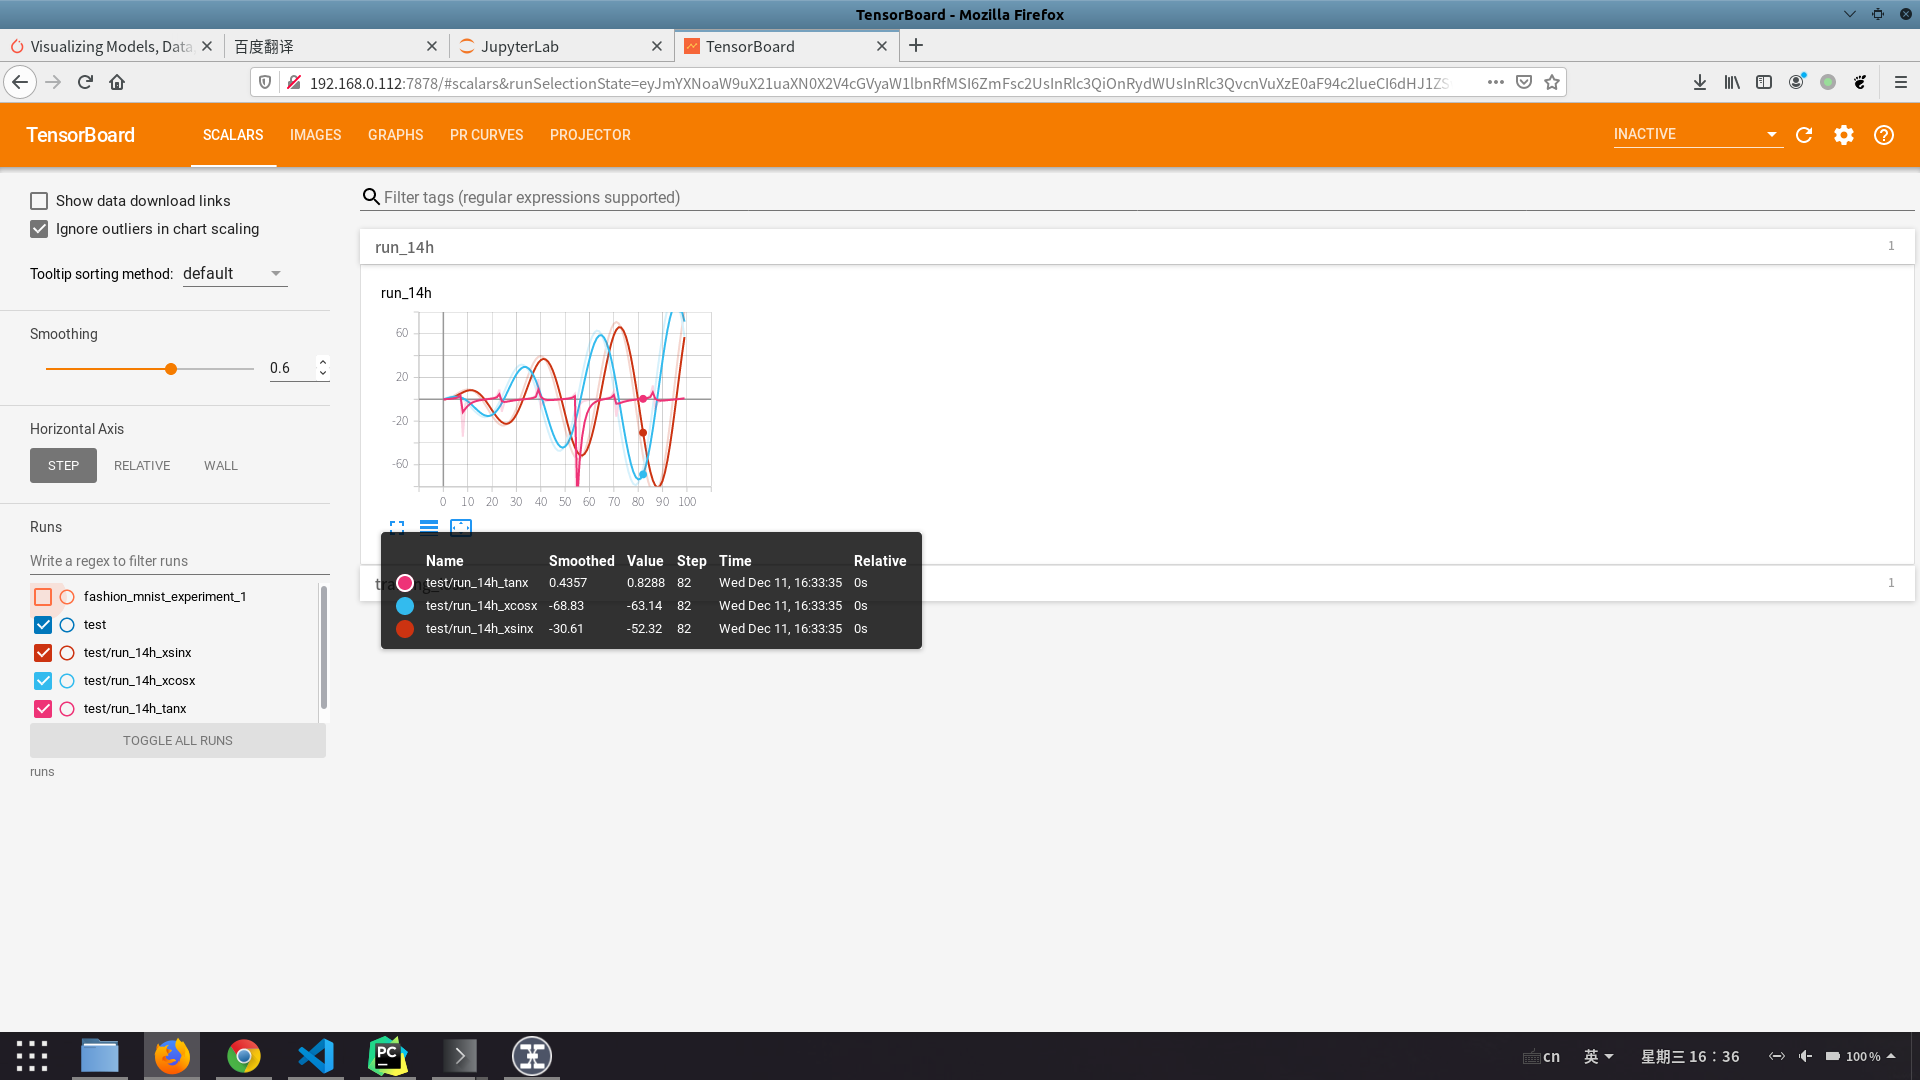 TensorBoard - Mozilla Firefox
Visualizing Models, Data,
百度翻译
JupyterLab
TensorBoard
192.168.0.112:7878/#scalars&runSelectionState=eyJmYXNoaW9uX21uaXN0X2V4cGVyaW1lbnRfMSI6ZmFsc2UsInRlc3QiOnRydWUsInRlc3QvcnVuXzE0aF94c2lueCI6dHJ1ZS
TensorBoard
SCALARS
IMAGES
GRAPHS
PR CURVES
PROJECTOR
INACTIVE
Show data download links
Ignore outliers in chart scaling
Tooltip sorting method: default
Smoothing
0.6
Horizontal Axis
STEP RELATIVE WALL
Runs
Write a regex to filter runs
fashion_mnist_experiment_1
test
test/run_14h_xsinx
test/run_14h_xcosx
test/run_14h_tanx
TOGGLE ALL RUNS
runs
Filter tags (regular expressions supported)
run_14h 1
run_14h
60
20
-20
-60
0 10 20 30 40 50 60 70 80 90 100
1
Name Smoothed Value Step Time Relative
test/run_14h_tanx 0.4357 0.8288 82 Wed Dec 11, 16:33:35 0s
test/run_14h_xcosx -68.83 -63.14 82 Wed Dec 11, 16:33:35 0s
test/run_14h_xsinx -30.61 -52.32 82 Wed Dec 11, 16:33:35 0s
PC
cn
英
星期三 16：36
100%